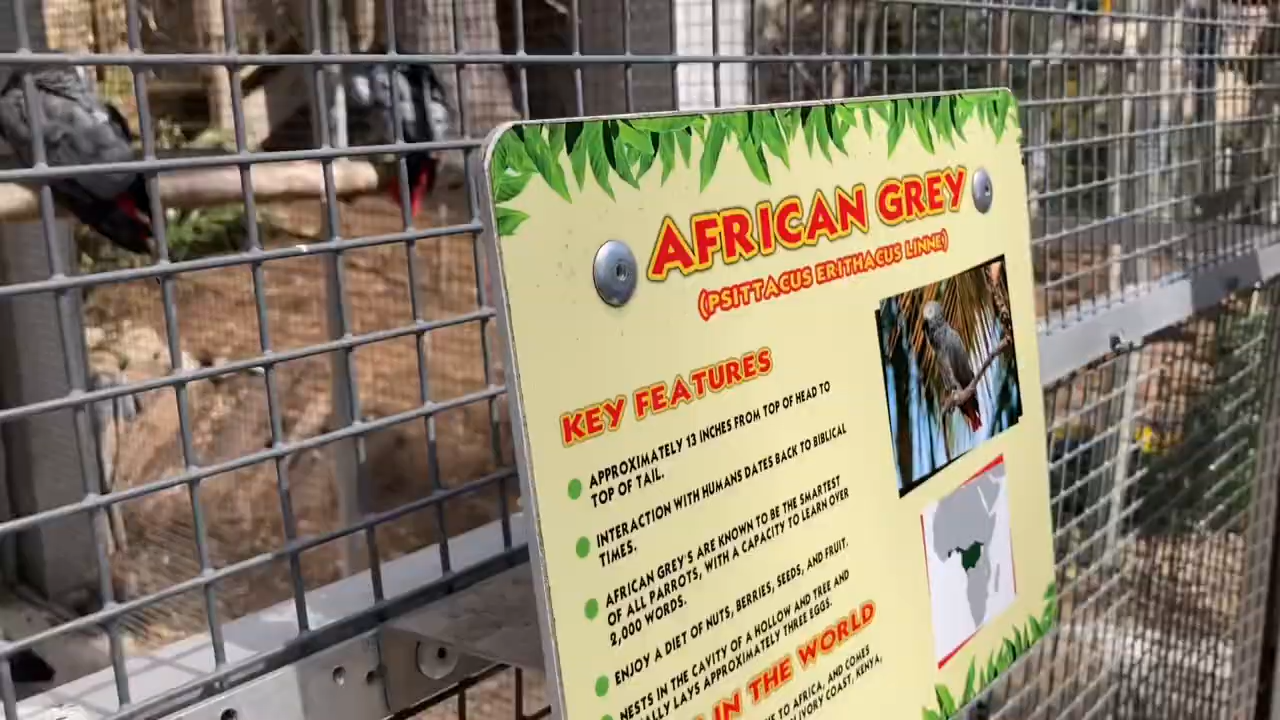 AFRICAN GREY
(PSITTACUS ERITHACUS LINNE)
KEY FEATURES
APPROXIMATELY 13 INCHES FROM TOP OF HEAD TO
TOP OF TAIL.
INTERACTION WITH HUMANS DATES BACK TO BIBLICAL
TIMES.
AFRICAN GREY'S ARE KNOWN TO BE THE SMARTEST
OF ALL PARROTS, WITH A CAPACITY TO LEARN OVER
2,000 WORDS.
ENJOY A DIET OF NUTS, BERRIES, SEEDS, AND FRUIT.
NESTS IN THE CAVITY OF A HOLLOW AND TREE AND
LAYS APPROXIMATELY THREE EGGS.
IN THE WORLD
TO AFRICA, AND COMES
IVORY COAST, KENYA,